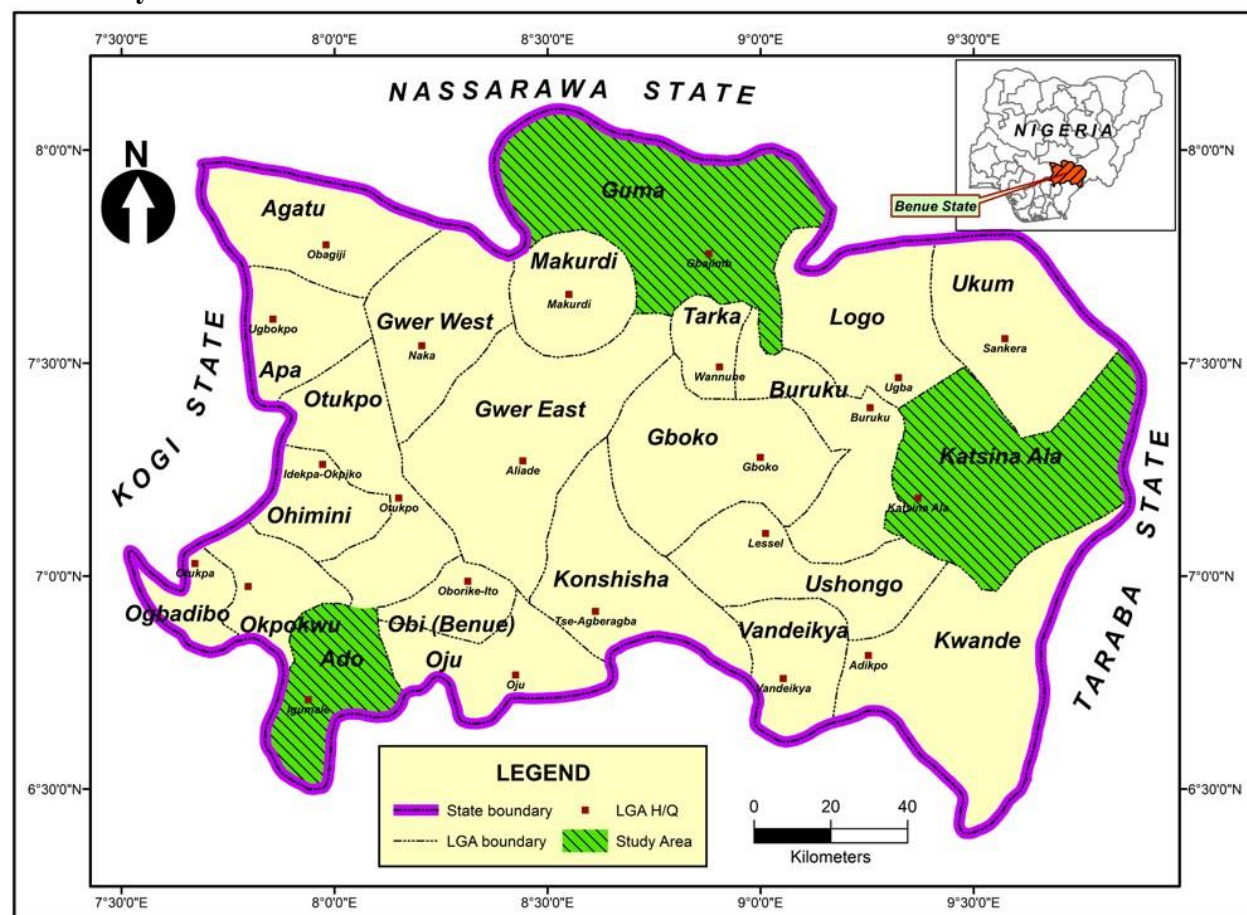 7°30'0"E 8°0'0"E 8°30'0"E 9°0'0"E 9°30'0"E
NASSARAWA STATE
NIGERIA
Benue State
8°0'0"N 8°0'0"N
N
Guma
Gbajimb
Agatu
Obagiji
Makurdi
Makurdi
Ukum
Sankera
Tarka
Wannune
Logo
Ugba
Gwer West
Naka
Ugbokpo
Apa
7°30'0"N 7°30'0"N
KOGI STATE
Otukpo
Buruku
Buruku
Gwer East
Aliade
Gboko
Gboko
Katsina Ala
Katsina Ala
Idekpa-Okpiko
Otukpo
Ohimini
Lessel
Ushongo
TARABA STATE
7°0'0"N 7°0'0"N
Otukpa
Ogbadibo
Okpokwu
Oborike-Ito
Obi (Benue)
Konshisha
Tse-Agberagba
Vandeikya
Vandeikya
Kwande
Adikpo
Ado
Igumale
Oju
Oju
6°30'0"N 6°30'0"N
LEGEND
State boundary LGA H/Q
LGA boundary Study Area
0 20 40
Kilometers
7°30'0"E 8°0'0"E 8°30'0"E 9°0'0"E 9°30'0"E